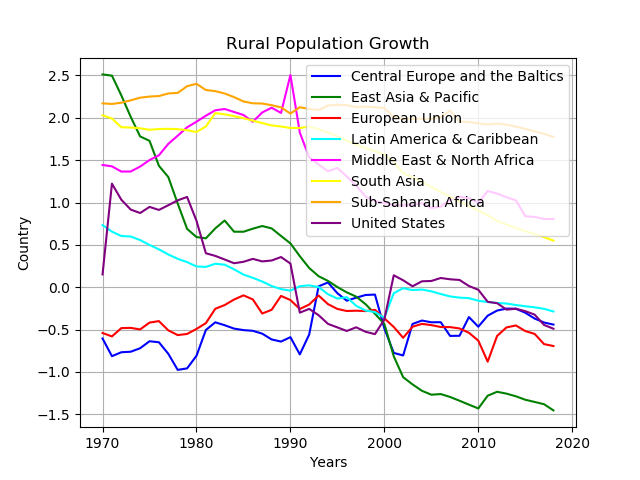 Rural Population Growth
Central Europe and the Baltics
East Asia & Pacific
European Union
Latin America & Caribbean
Middle East & North Africa
South Asia
Sub-Saharan Africa
United States
Country
2.5
2.0
1.5
1.0
0.5
0.0
−0.5
−1.0
−1.5
1970
1980
1990
2000
2010
2020
Years